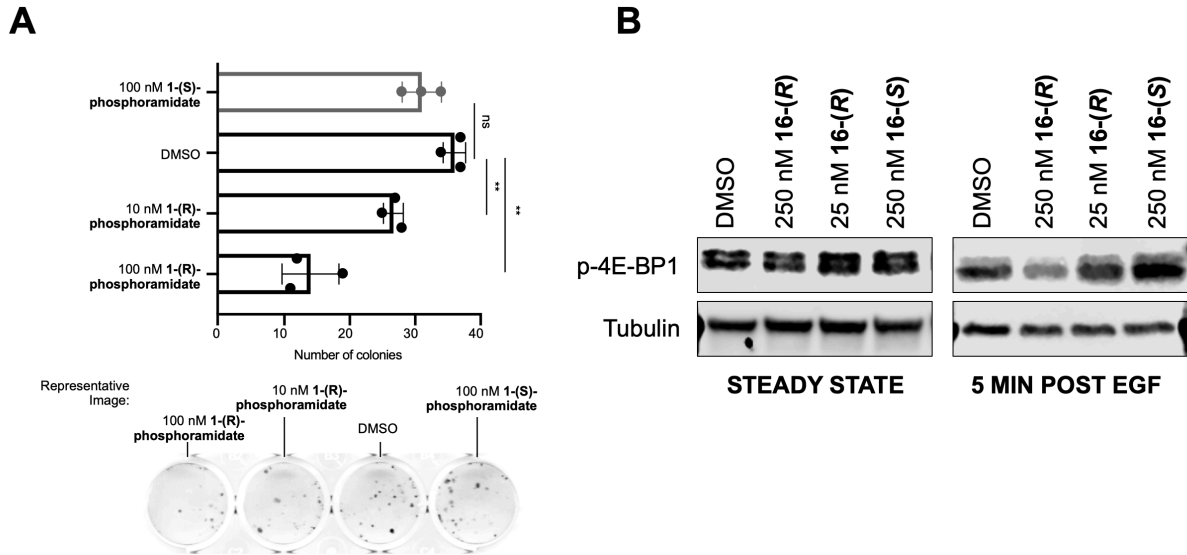 A
100 nM 1-(S)-
phosphoramidate
DMSO
10 nM 1-(R)-
phosphoramidate
100 nM 1-(R)-
phosphoramidate
ns
**
**
0 10 20 30 40
Number of colonies
Representative
Image:
100 nM 1-(R)-
phosphoramidate
10 nM 1-(R)-
phosphoramidate
DMSO
100 nM 1-(S)-
phosphoramidate
B
DMSO
250 nM 16-(R)
25 nM 16-(R)
250 nM 16-(S)
DMSO
250 nM 16-(R)
25 nM 16-(R)
250 nM 16-(S)
p-4E-BP1
Tubulin
STEADY STATE
5 MIN POST EGF